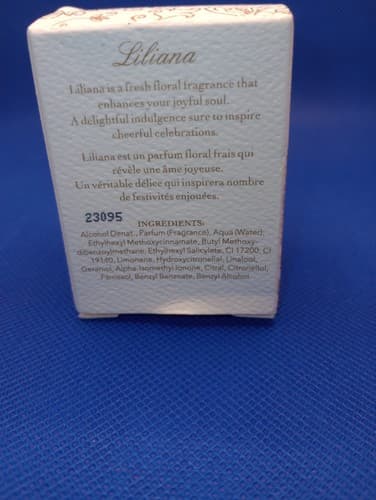 Liliana
Liliana is a fresh floral fragrance that
enhances your joyful soul.
A delightful indulgence sure to inspire
cheerful celebrations.
Liliana est un parfum floral frais qui
révèle une âme joyeuse.
Un véritable délice qui inspirera nombre
de festivités enjouées.
23095
INGREDIENTS:
Alcohol Denat., Parfum (Fragrance), Aqua (Water),
Ethylhexyl Methoxycinnamate, Butyl Methoxy-
dibenzoylmethane, Ethylhexyl Salicylate, CI 17200, CI
19140, Limonene, Hydroxycitronellal, Linalool,
Geraniol, Alpha-Isomethyl Ionone, Citral, Citronellol,
Farnesol, Benzyl Benzoate, Benzyl Alcohol